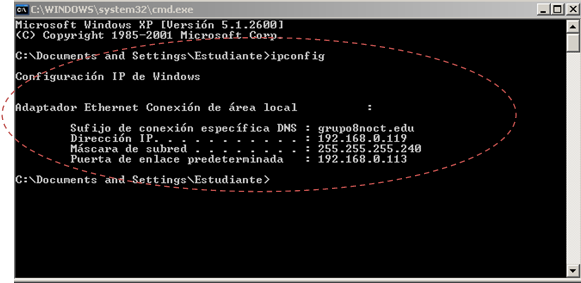 C:\WINDOWS\system32\cmd.exe
Microsoft Windows XP [Versión 5.1.2600]
(C) Copyright 1985-2001 Microsoft Corp.
C:\Documents and Settings\Estudiante>ipconfig
Configuración IP de Windows
Adaptador Ethernet Conexión de área local :
Sufijo de conexión específica DNS : grupo8noct.edu
Dirección IP. . . . . . . . . . . : 192.168.0.119
Máscara de subred . . . . . . . . : 255.255.255.240
Puerta de enlace predeterminada : 192.168.0.113
C:\Documents and Settings\Estudiante>